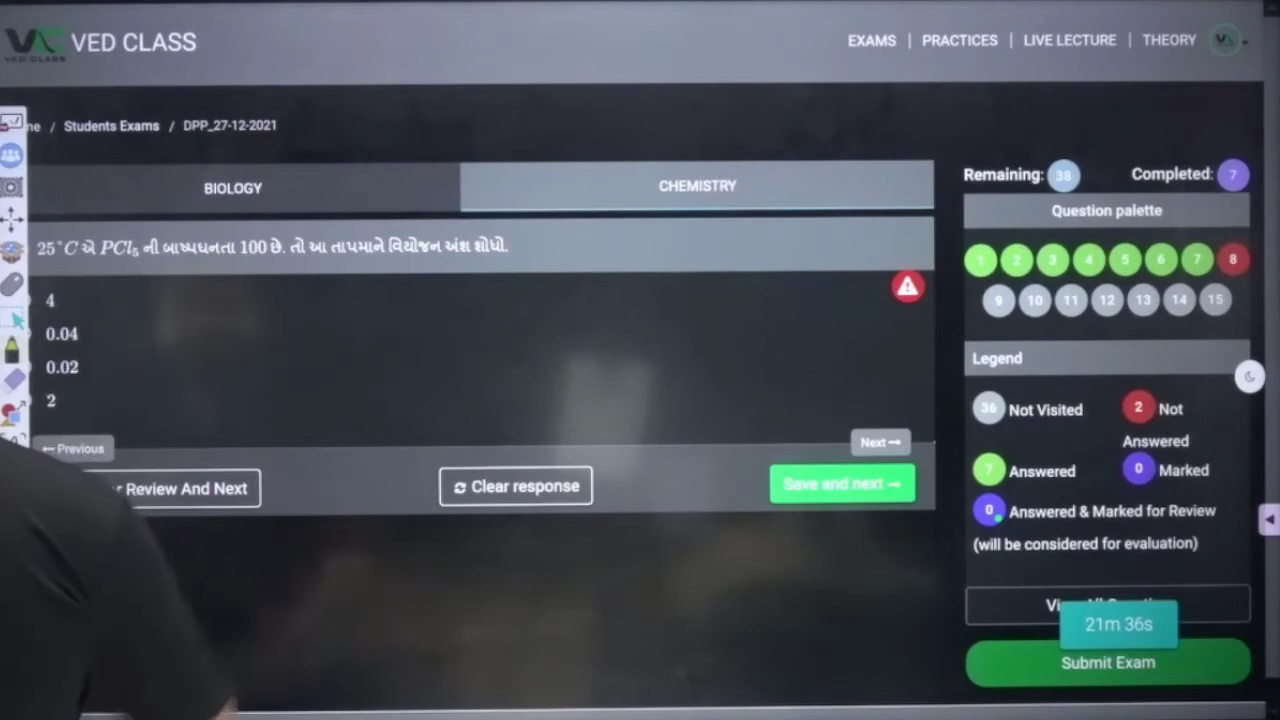 VED CLASS
VED CLASS
EXAMS | PRACTICES | LIVE LECTURE | THEORY
/ Students Exams / DPP_27-12-2021
BIOLOGY
CHEMISTRY
25°C એ PCl₅ ની બાષ્પઘનતા 100 છે. તો આ તાપમાને વિયોજન અંશ શોધો.
4
0.04
0.02
2
← Previous
Next →
Review And Next
Clear response
Save and next →
Remaining: 38
Completed: 7
Question palette
1 2 3 4 5 6 7 8
9 10 11 12 13 14 15
Legend
36 Not Visited
2 Not Answered
7 Answered
0 Marked
0 Answered & Marked for Review
(will be considered for evaluation)
21m 36s
Submit Exam